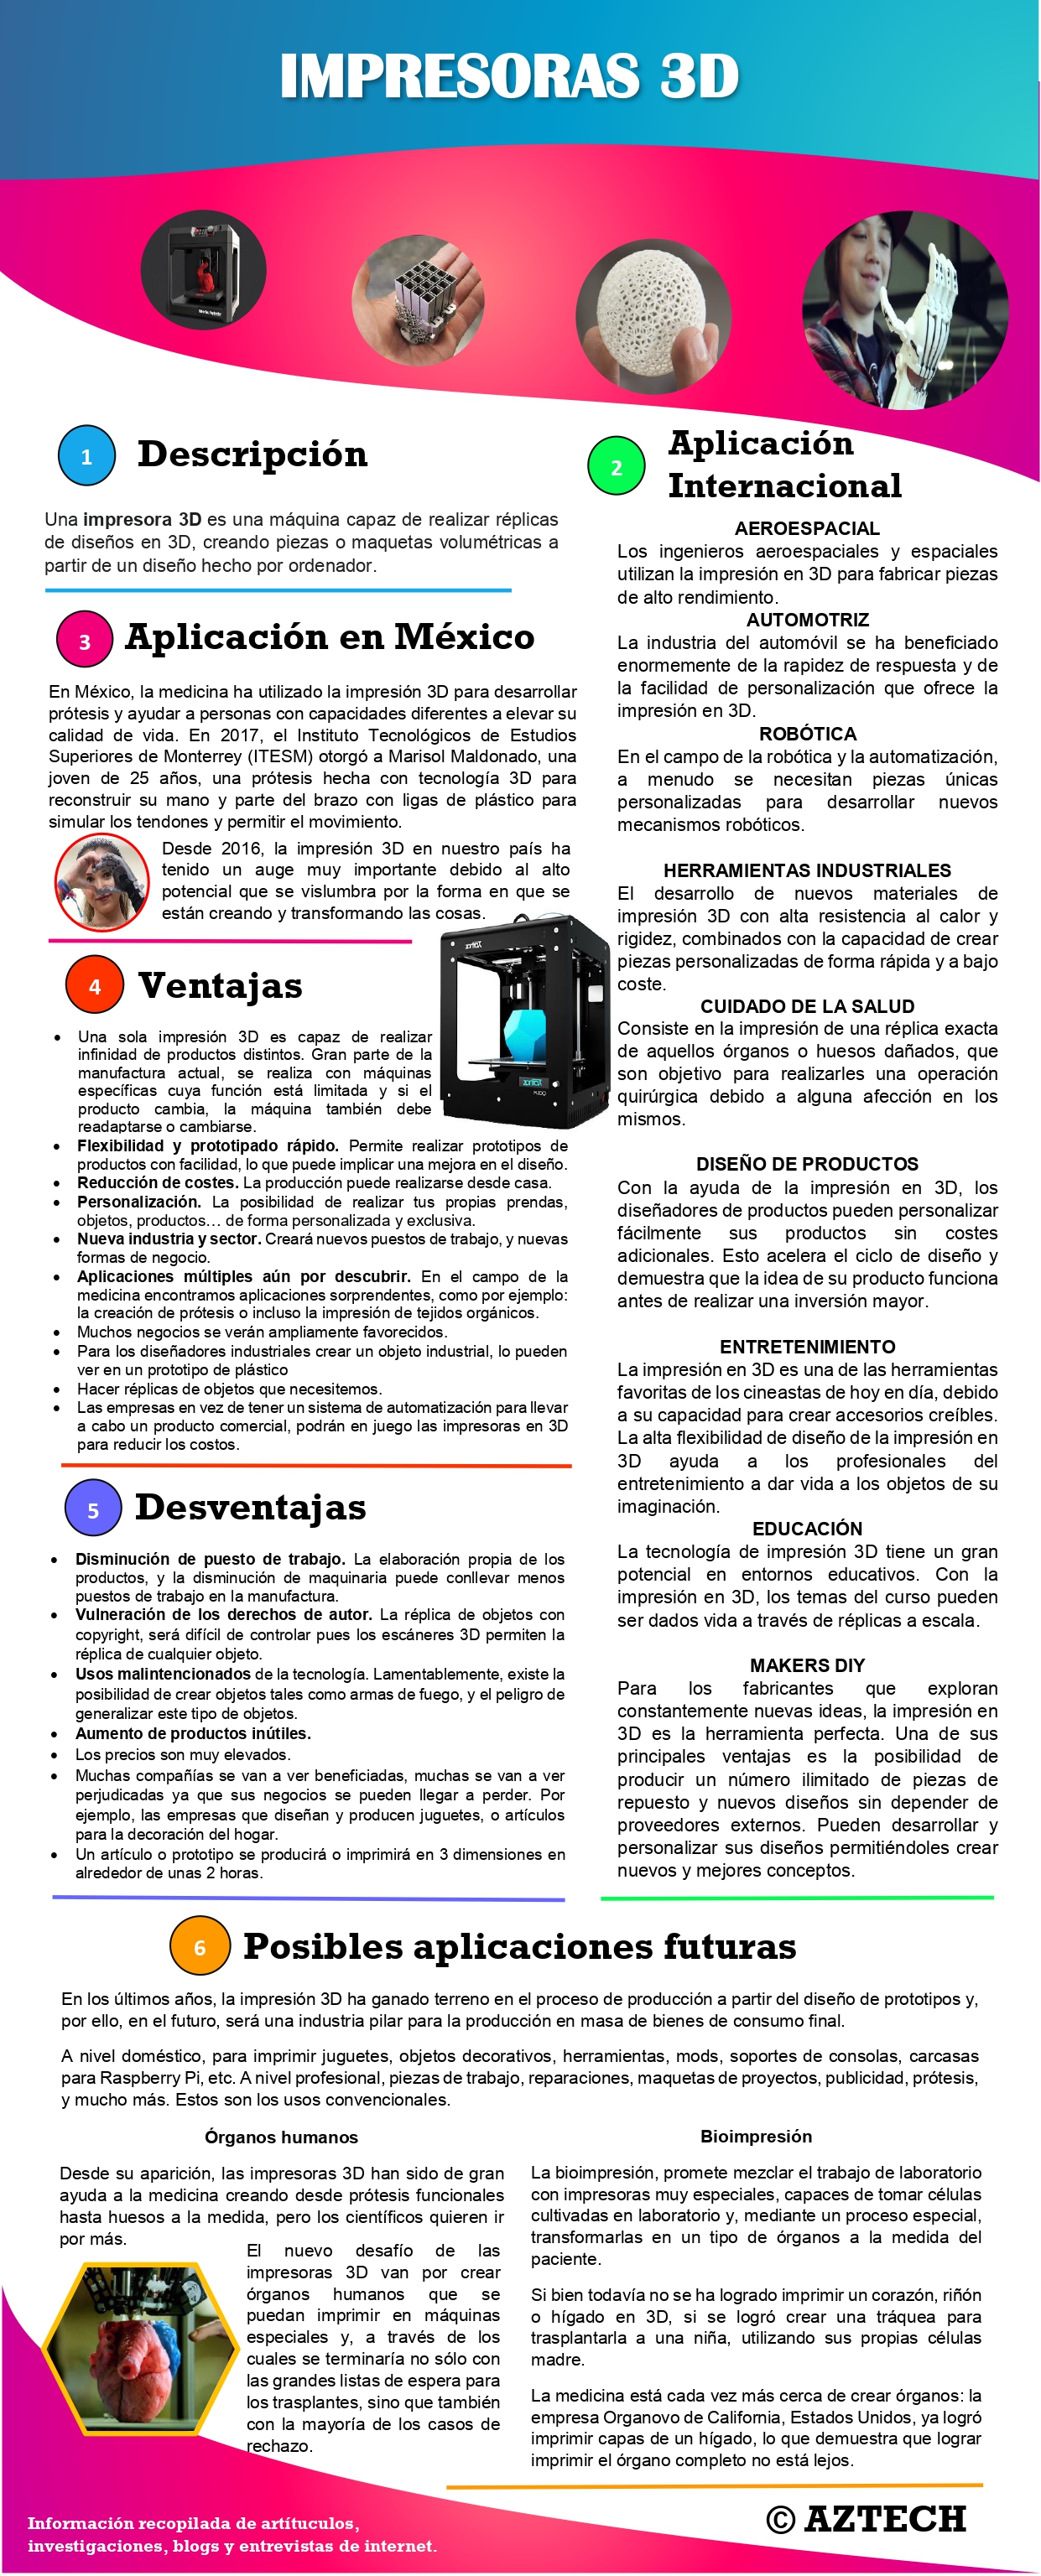 IMPRESORAS 3D
1
Descripción
Una impresora 3D es una máquina capaz de realizar réplicas
de diseños en 3D, creando piezas o maquetas volumétricas a
partir de un diseño hecho por ordenador.
2
Aplicación
Internacional
AEROESPACIAL
Los ingenieros aeroespaciales y espaciales
utilizan la impresión en 3D para fabricar piezas
de alto rendimiento.
AUTOMOTRIZ
La industria del automóvil se ha beneficiado
enormemente de la rapidez de respuesta y de
la facilidad de personalización que ofrece la
impresión en 3D.
ROBÓTICA
En el campo de la robótica y la automatización,
a menudo se necesitan piezas únicas
personalizadas para desarrollar nuevos
mecanismos robóticos.
HERRAMIENTAS INDUSTRIALES
El desarrollo de nuevos materiales de
impresión 3D con alta resistencia al calor y
rigidez, combinados con la capacidad de crear
piezas personalizadas de forma rápida y a bajo
coste.
CUIDADO DE LA SALUD
Consiste en la impresión de una réplica exacta
de aquellos órganos o huesos dañados, que
son objetivo para realizarles una operación
quirúrgica debido a alguna afección en los
mismos.
DISEÑO DE PRODUCTOS
Con la ayuda de la impresión en 3D, los
diseñadores de productos pueden personalizar
fácilmente sus productos sin costes
adicionales. Esto acelera el ciclo de diseño y
demuestra que la idea de su producto funciona
antes de realizar una inversión mayor.
ENTRETENIMIENTO
La impresión en 3D es una de las herramientas
favoritas de los cineastas de hoy en día, debido
a su capacidad para crear accesorios creíbles.
La alta flexibilidad de diseño de la impresión en
3D ayuda a los profesionales del
entretenimiento a dar vida a los objetos de su
imaginación.
EDUCACIÓN
La tecnología de impresión 3D tiene un gran
potencial en entornos educativos. Con la
impresión en 3D, los temas del curso pueden
ser dados vida a través de réplicas a escala.
MAKERS DIY
Para los fabricantes que exploran
constantemente nuevas ideas, la impresión en
3D es la herramienta perfecta. Una de sus
principales ventajas es la posibilidad de
producir un número ilimitado de piezas de
repuesto y nuevos diseños sin depender de
proveedores externos. Pueden desarrollar y
personalizar sus diseños permitiéndoles crear
nuevos y mejores conceptos.
3
Aplicación en México
En México, la medicina ha utilizado la impresión 3D para desarrollar
prótesis y ayudar a personas con capacidades diferentes a elevar su
calidad de vida. En 2017, el Instituto Tecnológicos de Estudios
Superiores de Monterrey (ITESM) otorgó a Marisol Maldonado, una
joven de 25 años, una prótesis hecha con tecnología 3D para
reconstruir su mano y parte del brazo con ligas de plástico para
simular los tendones y permitir el movimiento.
Desde 2016, la impresión 3D en nuestro país ha
tenido un auge muy importante debido al alto
potencial que se vislumbra por la forma en que se
están creando y transformando las cosas.
4
Ventajas
• Una sola impresión 3D es capaz de realizar
infinidad de productos distintos. Gran parte de la
manufactura actual, se realiza con máquinas
específicas cuya función está limitada y si el
producto cambia, la máquina también debe
readaptarse o cambiarse.
• Flexibilidad y prototipado rápido. Permite realizar prototipos de
productos con facilidad, lo que puede implicar una mejora en el diseño.
• Reducción de costes. La producción puede realizarse desde casa.
• Personalización. La posibilidad de realizar tus propias prendas,
objetos, productos… de forma personalizada y exclusiva.
• Nueva industria y sector. Creará nuevos puestos de trabajo, y nuevas
formas de negocio.
• Aplicaciones múltiples aún por descubrir. En el campo de la
medicina encontramos aplicaciones sorprendentes, como por ejemplo:
la creación de prótesis o incluso la impresión de tejidos orgánicos.
• Muchos negocios se verán ampliamente favorecidos.
• Para los diseñadores industriales crear un objeto industrial, lo pueden
ver en un prototipo de plástico
• Hacer réplicas de objetos que necesitemos.
• Las empresas en vez de tener un sistema de automatización para llevar
a cabo un producto comercial, podrán en juego las impresoras en 3D
para reducir los costos.
5
Desventajas
• Disminución de puesto de trabajo. La elaboración propia de los
productos, y la disminución de maquinaria puede conllevar menos
puestos de trabajo en la manufactura.
• Vulneración de los derechos de autor. La réplica de objetos con
copyright, será difícil de controlar pues los escáneres 3D permiten la
réplica de cualquier objeto.
• Usos malintencionados de la tecnología. Lamentablemente, existe la
posibilidad de crear objetos tales como armas de fuego, y el peligro de
generalizar este tipo de objetos.
• Aumento de productos inútiles.
• Los precios son muy elevados.
• Muchas compañías se van a ver beneficiadas, muchas se van a ver
perjudicadas ya que sus negocios se pueden llegar a perder. Por
ejemplo, las empresas que diseñan y producen juguetes, o artículos
para la decoración del hogar.
• Un artículo o prototipo se producirá o imprimirá en 3 dimensiones en
alrededor de unas 2 horas.
6
Posibles aplicaciones futuras
En los últimos años, la impresión 3D ha ganado terreno en el proceso de producción a partir del diseño de prototipos y,
por ello, en el futuro, será una industria pilar para la producción en masa de bienes de consumo final.
A nivel doméstico, para imprimir juguetes, objetos decorativos, herramientas, mods, soportes de consolas, carcasas
para Raspberry Pi, etc. A nivel profesional, piezas de trabajo, reparaciones, maquetas de proyectos, publicidad, prótesis,
y mucho más. Estos son los usos convencionales.
Órganos humanos
Desde su aparición, las impresoras 3D han sido de gran
ayuda a la medicina creando desde prótesis funcionales
hasta huesos a la medida, pero los científicos quieren ir
por más.
El nuevo desafío de las
impresoras 3D van por crear
órganos humanos que se
puedan imprimir en máquinas
especiales y, a través de los
cuales se terminaría no sólo con
las grandes listas de espera para
los trasplantes, sino que también
con la mayoría de los casos de
rechazo.
Bioimpresión
La bioimpresión, promete mezclar el trabajo de laboratorio
con impresoras muy especiales, capaces de tomar células
cultivadas en laboratorio y, mediante un proceso especial,
transformarlas en un tipo de órganos a la medida del
paciente.
Si bien todavía no se ha logrado imprimir un corazón, riñón
o hígado en 3D, si se logró crear una tráquea para
trasplantarla a una niña, utilizando sus propias células
madre.
La medicina está cada vez más cerca de crear órganos: la
empresa Organovo de California, Estados Unidos, ya logró
imprimir capas de un hígado, lo que demuestra que lograr
imprimir el órgano completo no está lejos.
Información recopilada de artítuculos,
investigaciones, blogs y entrevistas de internet.
© AZTECH